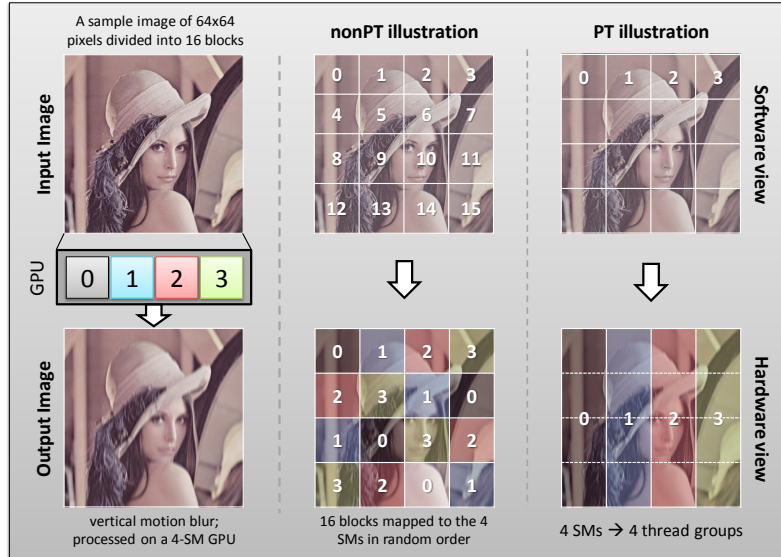 A sample image of 64x64
pixels divided into 16 blocks
nonPT illustration
PT illustration
Input Image
0 1 2 3
4 5 6 7
8 9 10 11
12 13 14 15
0 1 2 3
Software view
GPU
0 1 2 3
Output Image
0 1 2 3
2 3 1 0
1 0 3 2
3 2 0 1
0 1 2 3
Hardware view
vertical motion blur;
processed on a 4-SM GPU
16 blocks mapped to the 4
SMs in random order
4 SMs → 4 thread groups